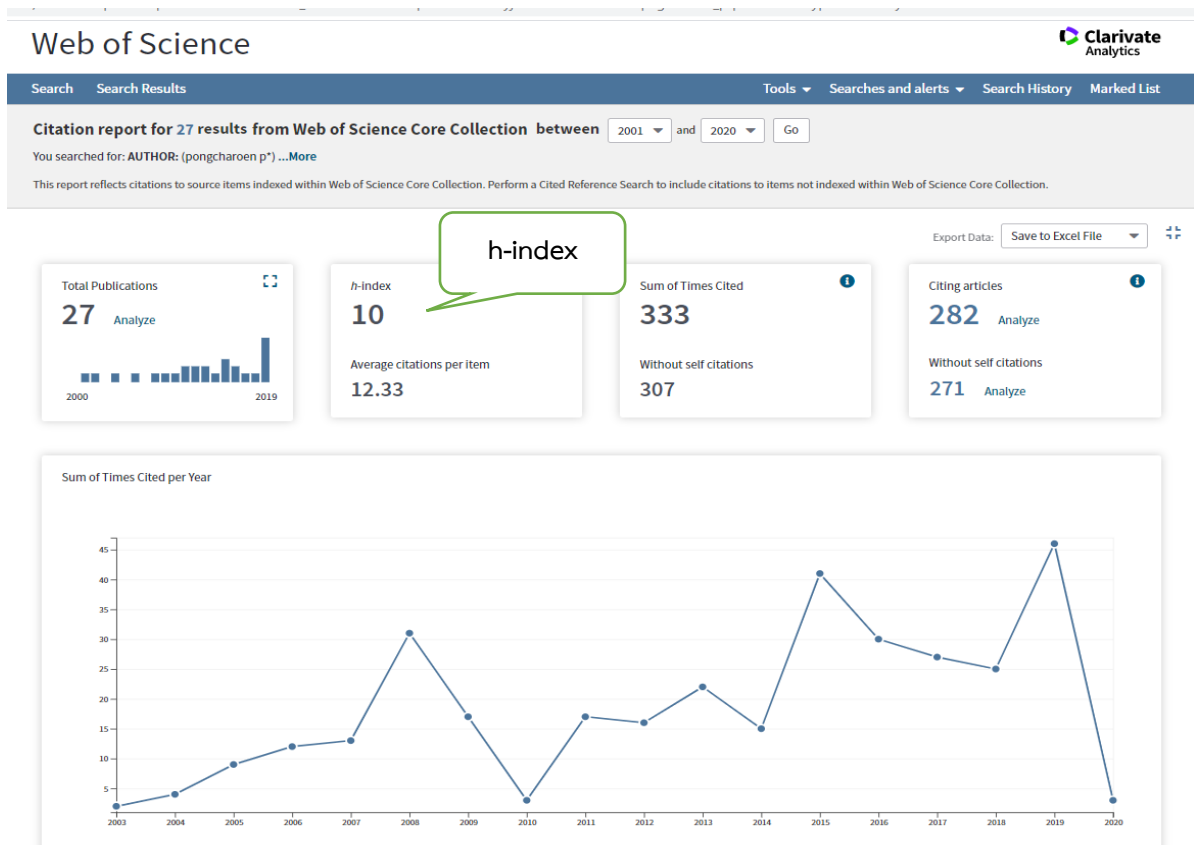 Web of Science
Clarivate
Analytics
Search Search Results Tools Searches and alerts Search History Marked List
Citation report for 27 results from Web of Science Core Collection between 2001 and 2020 Go
You searched for: AUTHOR: (pongcharoen p*) ...More
This report reflects citations to source items indexed within Web of Science Core Collection. Perform a Cited Reference Search to include citations to items not indexed within Web of Science Core Collection.
Export Data: Save to Excel File
h-index
Total Publications
27 Analyze
2000 2019
h-index
10
Average citations per item
12.33
Sum of Times Cited
333
Without self citations
307
Citing articles
282 Analyze
Without self citations
271 Analyze
Sum of Times Cited per Year
45
40
35
30
25
20
15
10
5
2003 2004 2005 2006 2007 2008 2009 2010 2011 2012 2013 2014 2015 2016 2017 2018 2019 2020